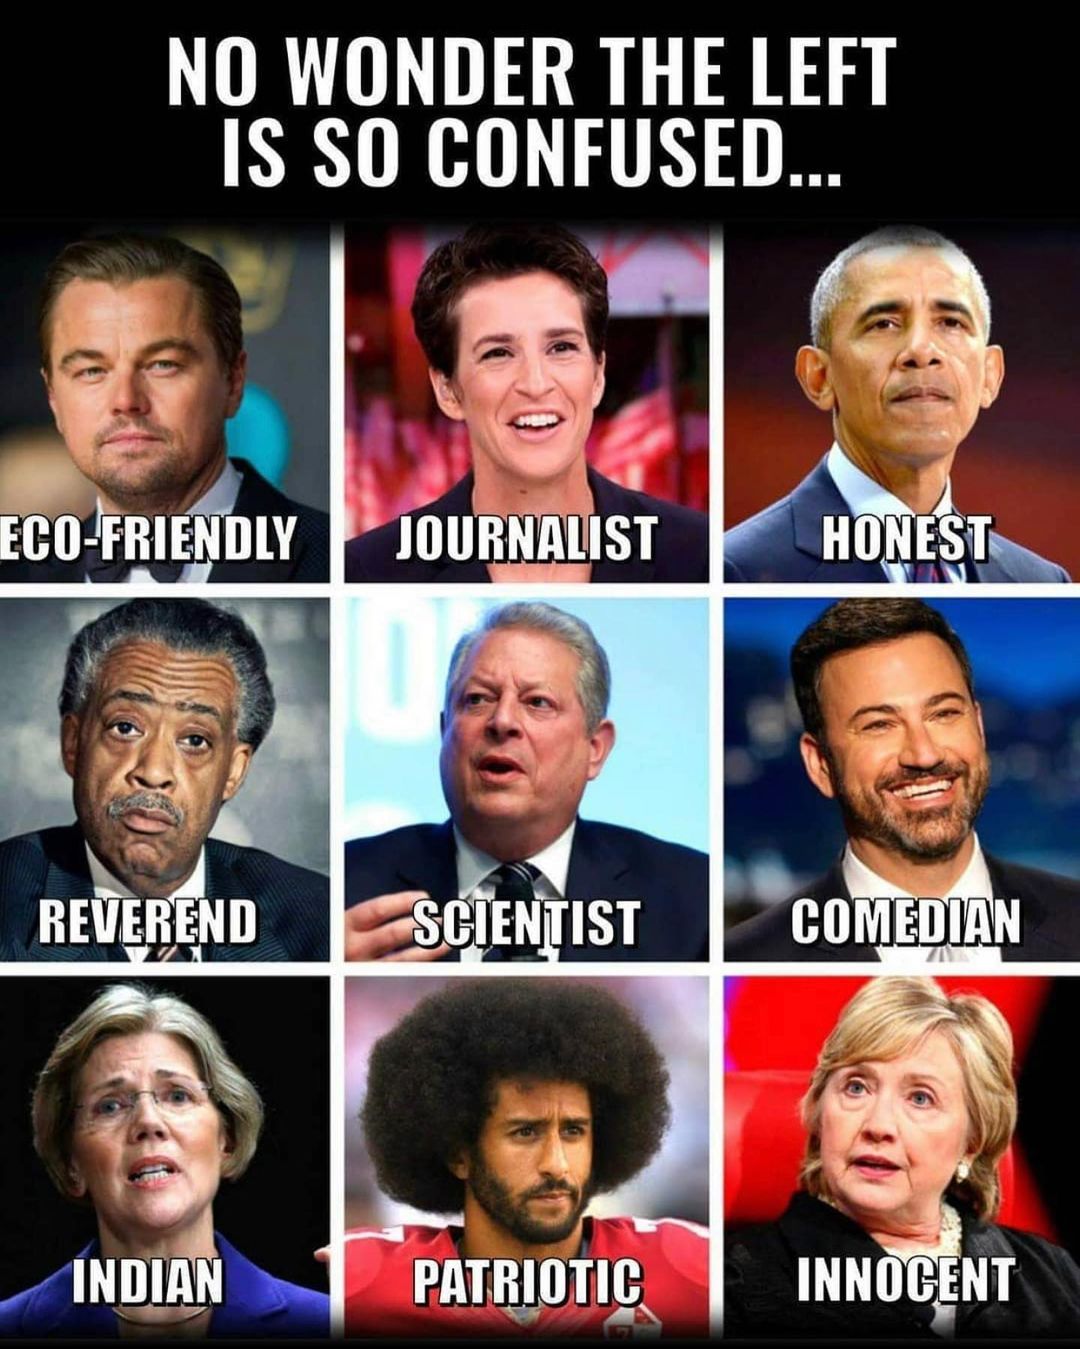 NO WONDER THE LEFT
IS SO CONFUSED...
ECO-FRIENDLY
JOURNALIST
HONEST
REVEREND
SCIENTIST
COMEDIAN
INDIAN
PATRIOTIC
INNOCENT